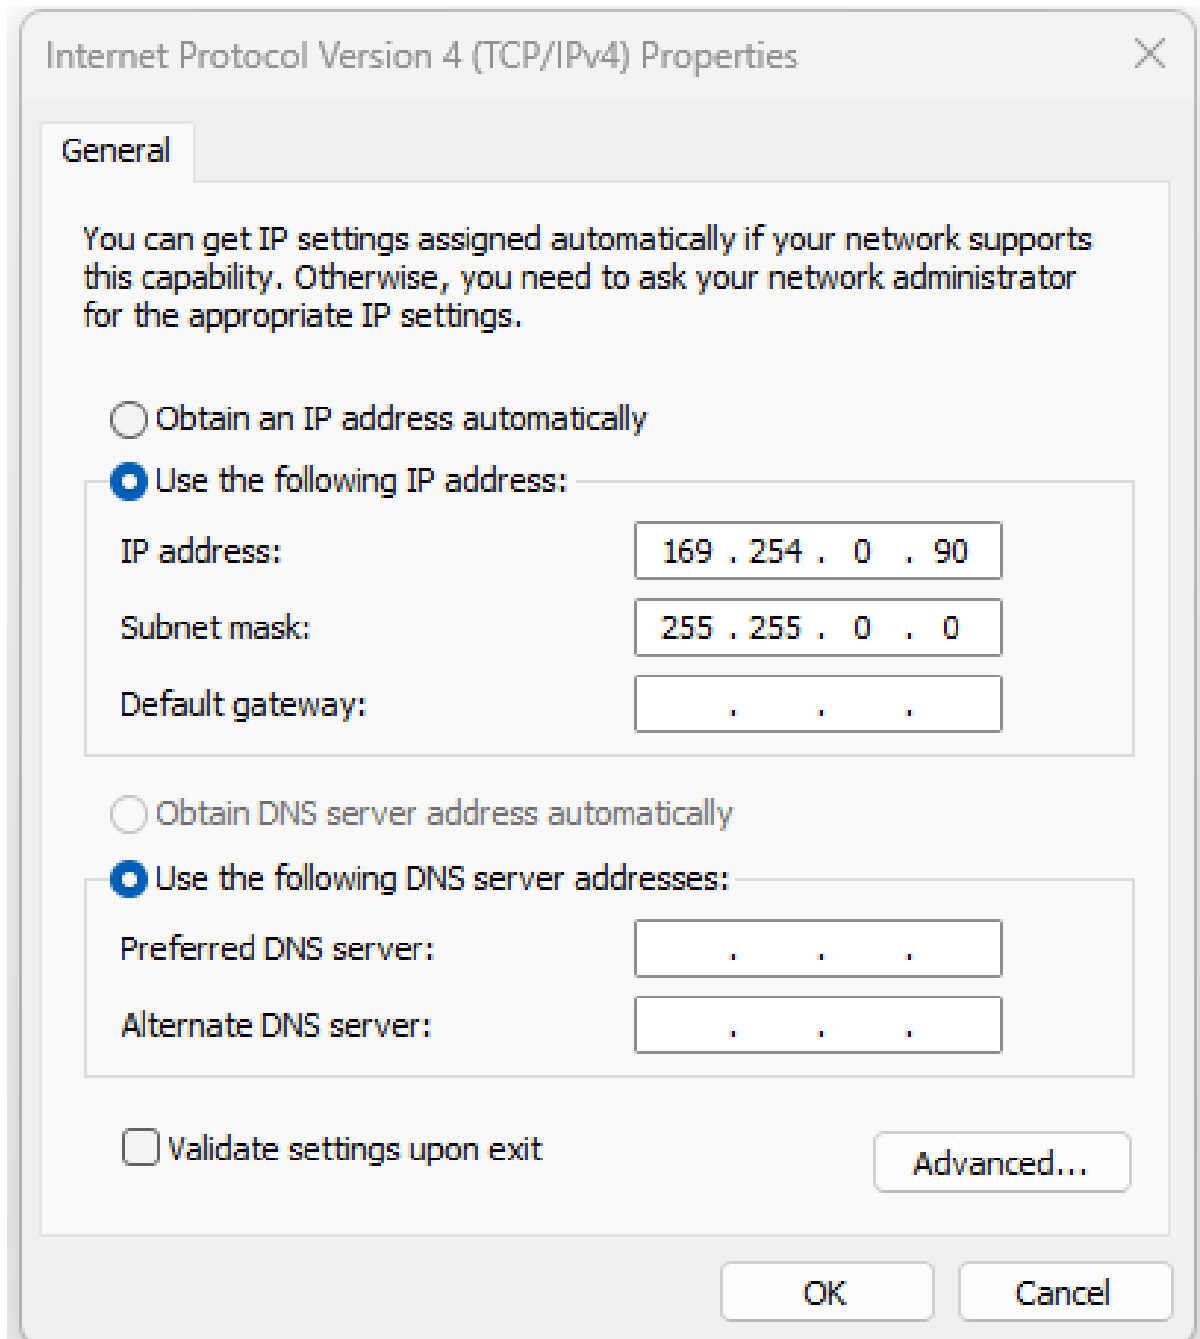 Internet Protocol Version 4 (TCP/IPv4) Properties
General
You can get IP settings assigned automatically if your network supports
this capability. Otherwise, you need to ask your network administrator
for the appropriate IP settings.
Obtain an IP address automatically
Use the following IP address:
IP address: 169 . 254 . 0 . 90
Subnet mask: 255 . 255 . 0 . 0
Default gateway: . . .
Obtain DNS server address automatically
Use the following DNS server addresses:
Preferred DNS server: . . .
Alternate DNS server: . . .
Validate settings upon exit
Advanced...
OK Cancel